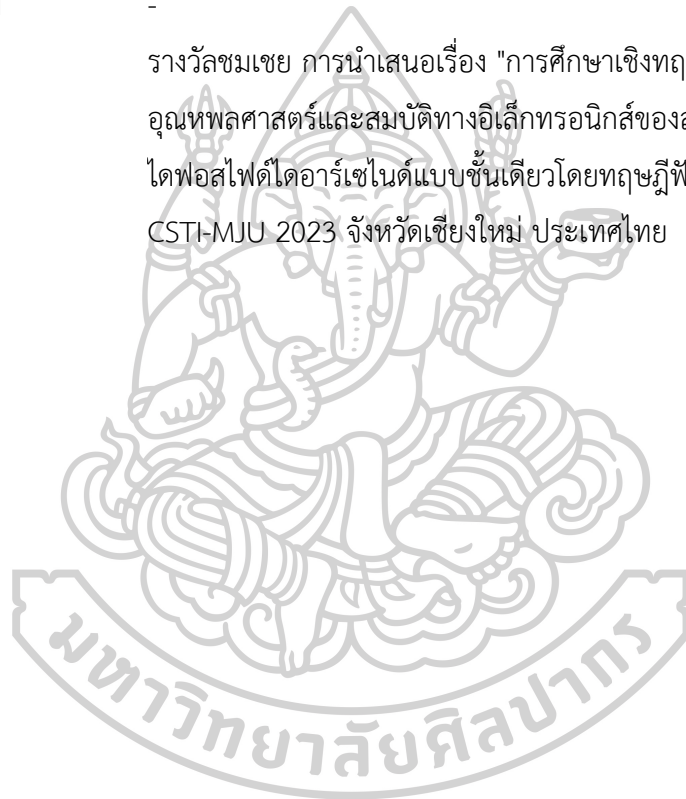 -
รางวัลชมเชย การนำเสนอเรื่อง "การศึกษาเชิงทฤ
อุณหพลศาสตร์และสมบัติทางอิเล็กทรอนิกส์ของส
ไดฟอสไฟด์ไดอาร์เซไนด์แบบชั้นเดียวโดยทฤษฎีฟั
CSTI-MJU 2023 จังหวัดเชียงใหม่ ประเทศไทย
มหาวิทยาลัยศิลปากร